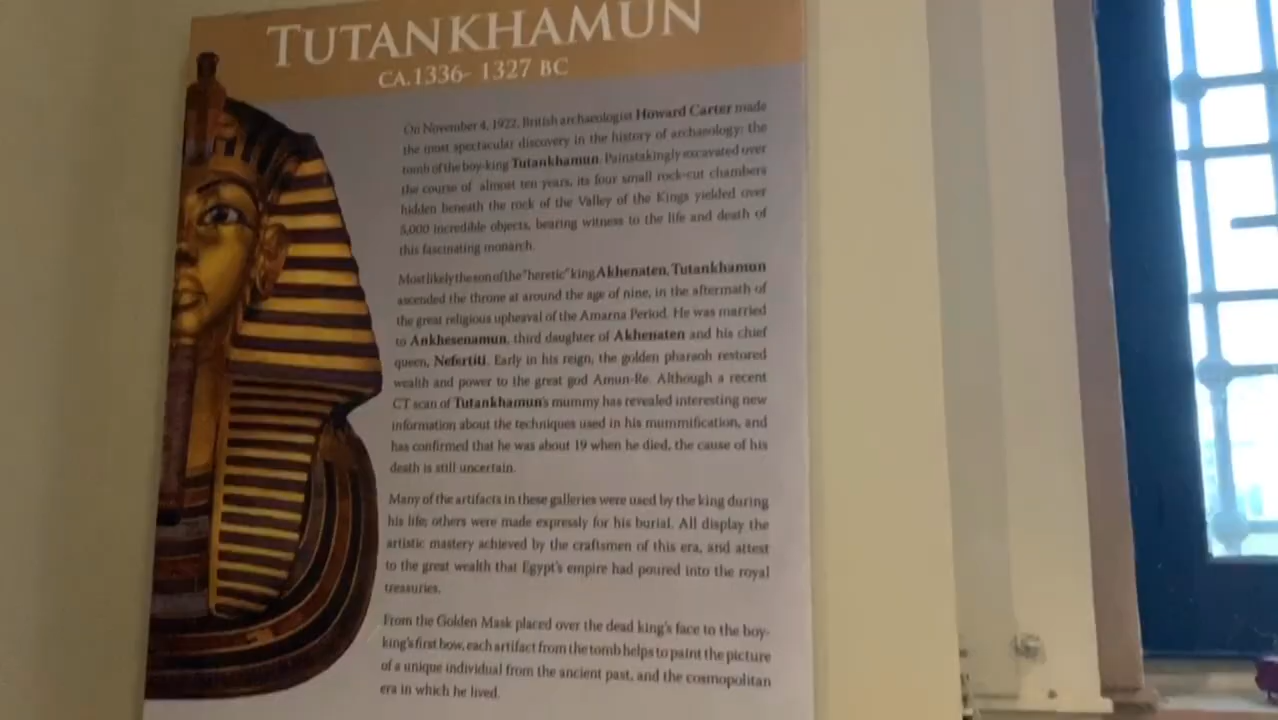 TUTANKHAMUN
CA.1336- 1327 BC
On November 4, 1922, British archaeologist Howard Carter made
the most spectacular discovery in the history of archaeology: the
tomb of the boy-king Tutankhamun. Painstakingly excavated over
the course of almost ten years, its four small rock-cut chambers
hidden beneath the rock of the Valley of the Kings yielded over
5,000 incredible objects, bearing witness to the life and death of
this fascinating monarch.
Most likely the son of the "heretic" king Akhenaten, Tutankhamun
ascended the throne at around the age of nine, in the aftermath of
the great religious upheaval of the Amarna Period. He was married
to Ankhesenamun, third daughter of Akhenaten and his chief
queen, Nefertiti. Early in his reign, the golden pharaoh restored
wealth and power to the great god Amun-Re. Although a recent
CT scan of Tutankhamun's mummy has revealed interesting new
information about the techniques used in his mummification, and
has confirmed that he was about 19 when he died, the cause of his
death is still uncertain.
Many of the artifacts in these galleries were used by the king during
his life; others were made expressly for his burial. All display the
artistic mastery achieved by the craftsmen of this era, and attest
to the great wealth that Egypt's empire had poured into the royal
treasuries.
From the Golden Mask placed over the dead king's face to the boy-
king's first bow, each artifact from the tomb helps to paint the picture
of a unique individual from the ancient past, and the cosmopolitan
era in which he lived.